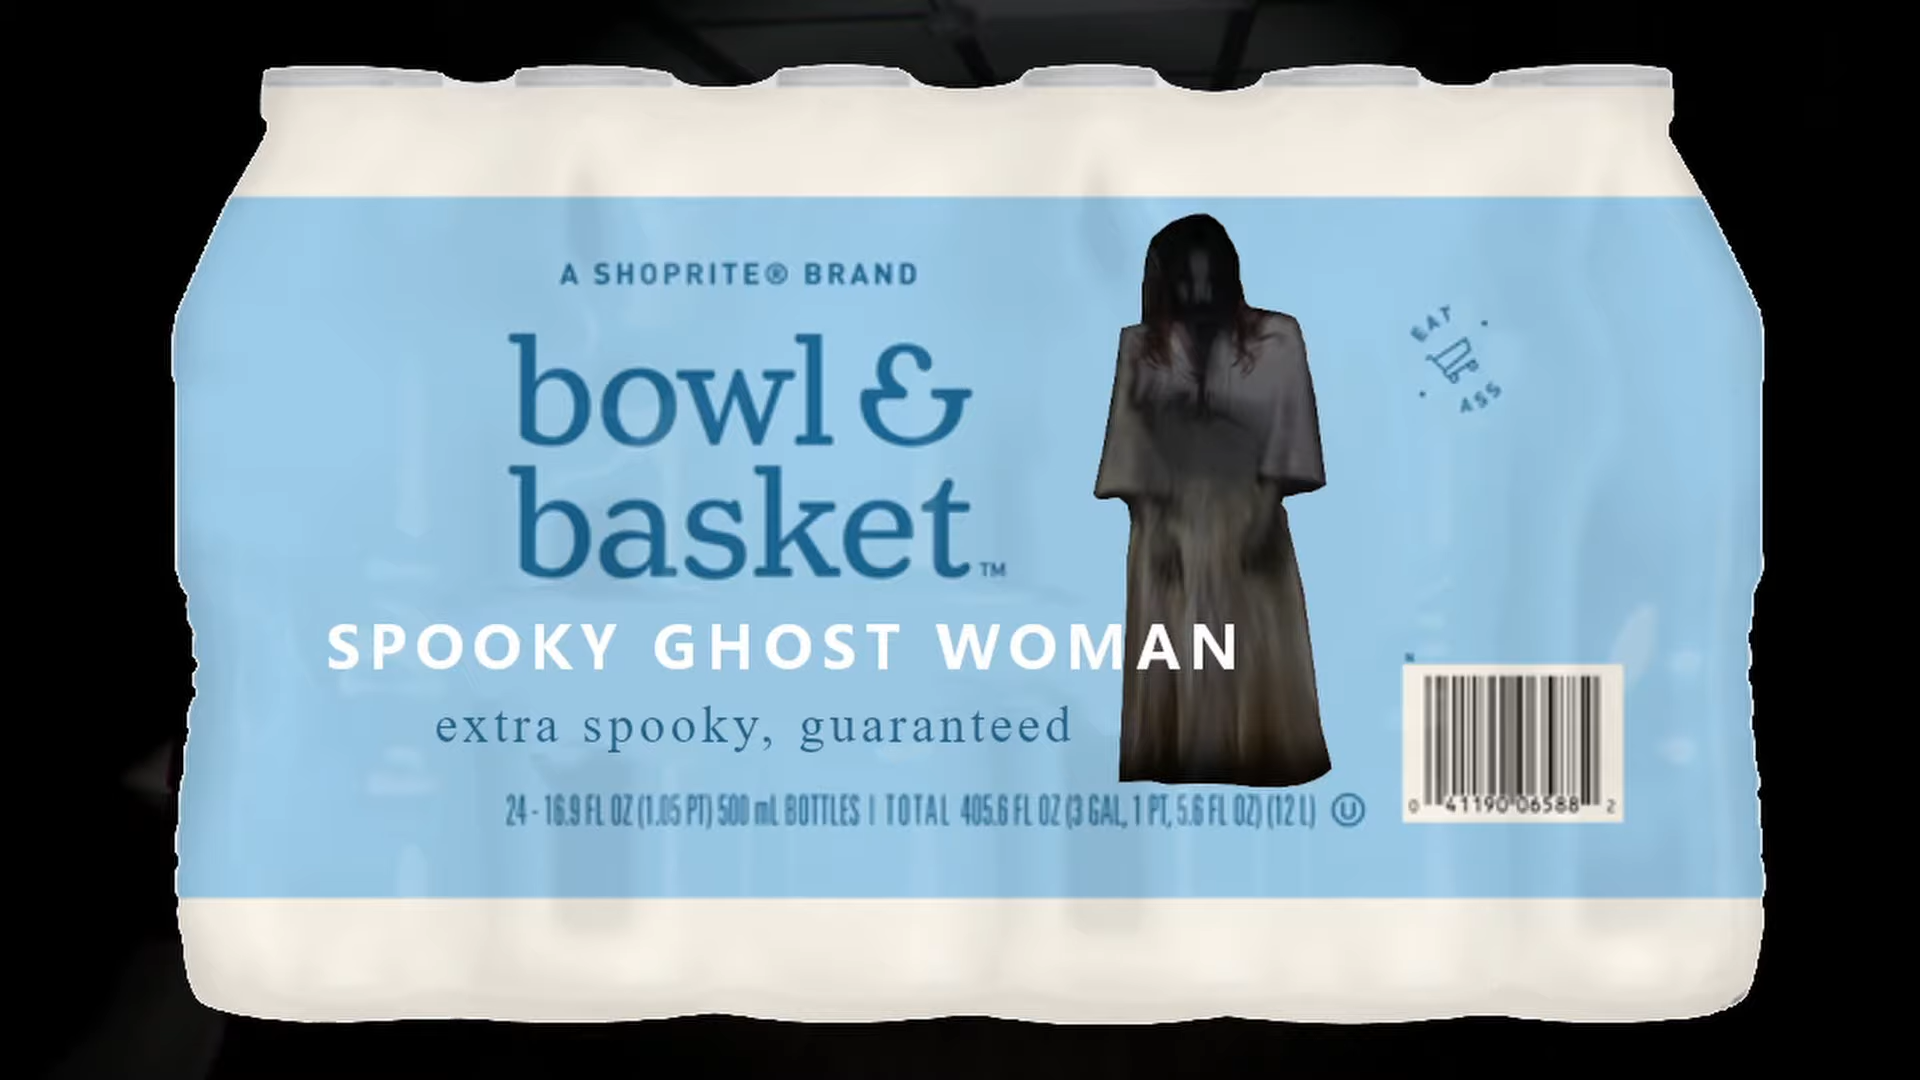 A SHOPRITE® BRAND
bowl &
basket™
SPOOKY GHOST WOMAN
extra spooky, guaranteed
24 - 16.9 FL OZ (1.05 PT) 500 mL BOTTLES | TOTAL 405.6 FL OZ (3 GAL, 1 PT, 5.6 FL OZ) (12 L) Ⓤ
EAT
ASS
N
0 41190 06588 2